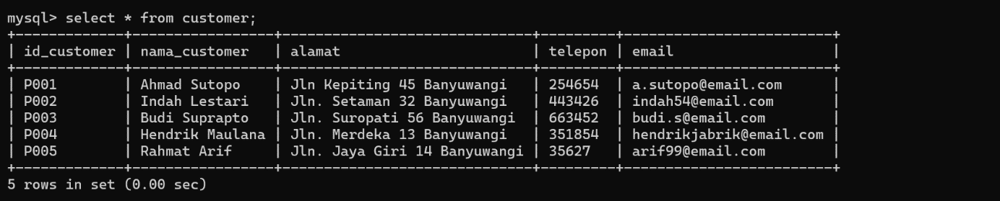 mysql> select * from customer;
+-------------+-----------------+------------------------------+---------+-------------------------+
| id_customer | nama_customer   | alamat                       | telepon | email                   |
+-------------+-----------------+------------------------------+---------+-------------------------+
| P001        | Ahmad Sutopo    | Jln Kepiting 45 Banyuwangi   | 254654  | a.sutopo@email.com      |
| P002        | Indah Lestari   | Jln. Setaman 32 Banyuwangi   | 443426  | indah54@email.com       |
| P003        | Budi Suprapto   | Jln. Suropati 56 Banyuwangi  | 663452  | budi.s@email.com        |
| P004        | Hendrik Maulana | Jln. Merdeka 13 Banyuwangi   | 351854  | hendrikjabrik@email.com |
| P005        | Rahmat Arif     | Jln. Jaya Giri 14 Banyuwangi | 35627   | arif99@email.com        |
+-------------+-----------------+------------------------------+---------+-------------------------+
5 rows in set (0.00 sec)